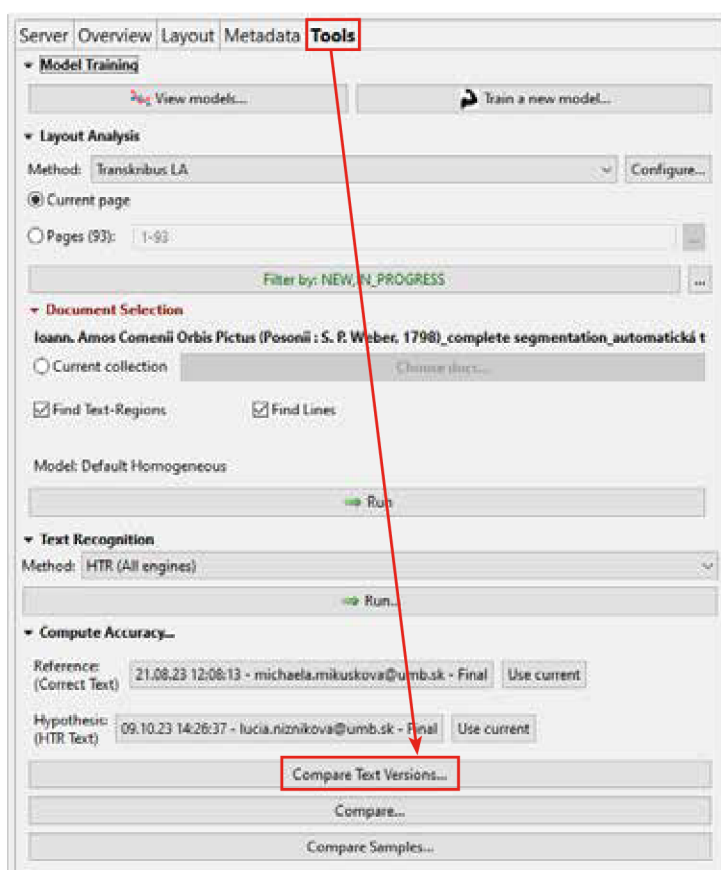 Server Overview Layout Metadata Tools
Model Training
View models... Train a new model...
Layout Analysis
Method: Transkribus LA Configure...
Current page
Pages (93): 1-93 ...
Filter by: NEW, IN_PROGRESS ...
Document Selection
Ioann. Amos Comenii Orbis Pictus (Posonii : S. P. Weber, 1798)_complete segmentation_automatická t
Current collection Choose docs...
Find Text-Regions Find Lines
Model: Default Homogeneous
Run
Text Recognition
Method: HTR (All engines)
Run...
Compute Accuracy...
Reference: (Correct Text) 21.08.23 12:08:13 - michaela.mikuskova@umb.sk - Final Use current
Hypothesis: (HTR Text) 09.10.23 14:26:37 - lucia.niznikova@umb.sk - Final Use current
Compare Text Versions...
Compare...
Compare Samples...